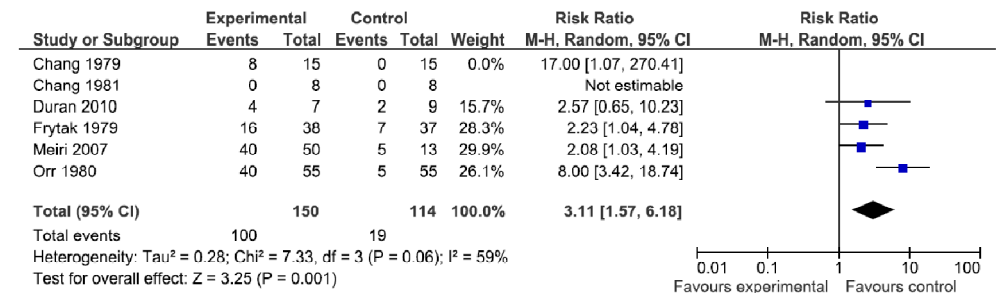 Experimental Control Risk Ratio Risk Ratio
Study or Subgroup Events Total Events Total Weight M-H, Random, 95% CI M-H, Random, 95% CI
Chang 1979 8 15 0 15 0.0% 17.00 [1.07, 270.41]
Chang 1981 0 8 0 8 Not estimable
Duran 2010 4 7 2 9 15.7% 2.57 [0.65, 10.23]
Frytak 1979 16 38 7 37 28.3% 2.23 [1.04, 4.78]
Meiri 2007 40 50 5 13 29.9% 2.08 [1.03, 4.19]
Orr 1980 40 55 5 55 26.1% 8.00 [3.42, 18.74]
Total (95% CI) 150 114 100.0% 3.11 [1.57, 6.18]
Total events 100 19
Heterogeneity: Tau² = 0.28; Chi² = 7.33, df = 3 (P = 0.06); I² = 59%
Test for overall effect: Z = 3.25 (P = 0.001)
0.01 0.1 1 10 100
Favours experimental Favours control